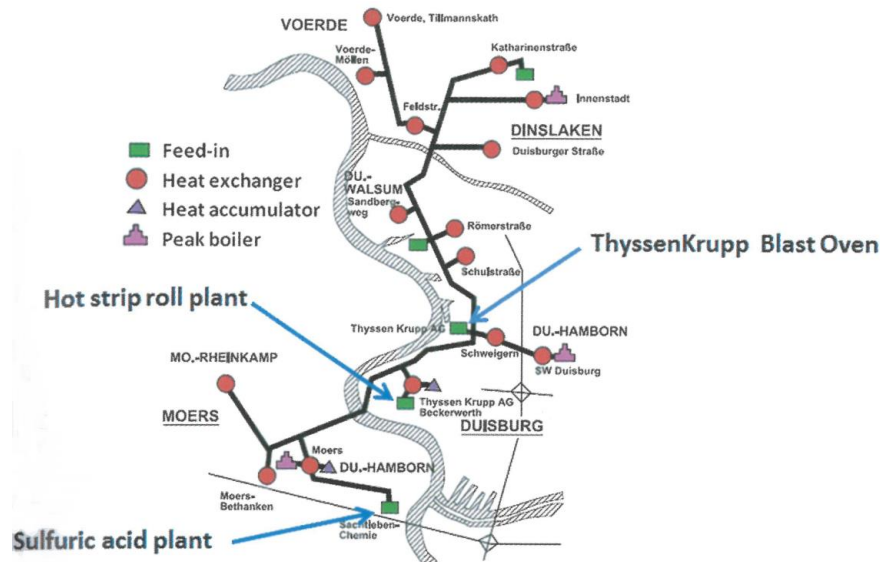 VOERDE
Voerde, Tillmannskath
Voerde-
Möllen
Katharinenstraße
Feldstr.
Innenstadt
DINSLAKEN
Duisburger Straße
Feed-in
Heat exchanger
Heat accumulator
Peak boiler
DU.-
WALSUM
Sandberg-
weg
Römerstraße
Schulstraße
ThyssenKrupp Blast Oven
Hot strip roll plant
Thyssen Krupp AG
DU.-HAMBORN
Schweigern
SW Duisburg
MO.-RHEINKAMP
Thyssen Krupp AG
Beckerwerth
MOERS
DUISBURG
Moers
DU.-HAMBORN
Moers-
Bethanken
Sachtleben-
Chemie
Sulfuric acid plant